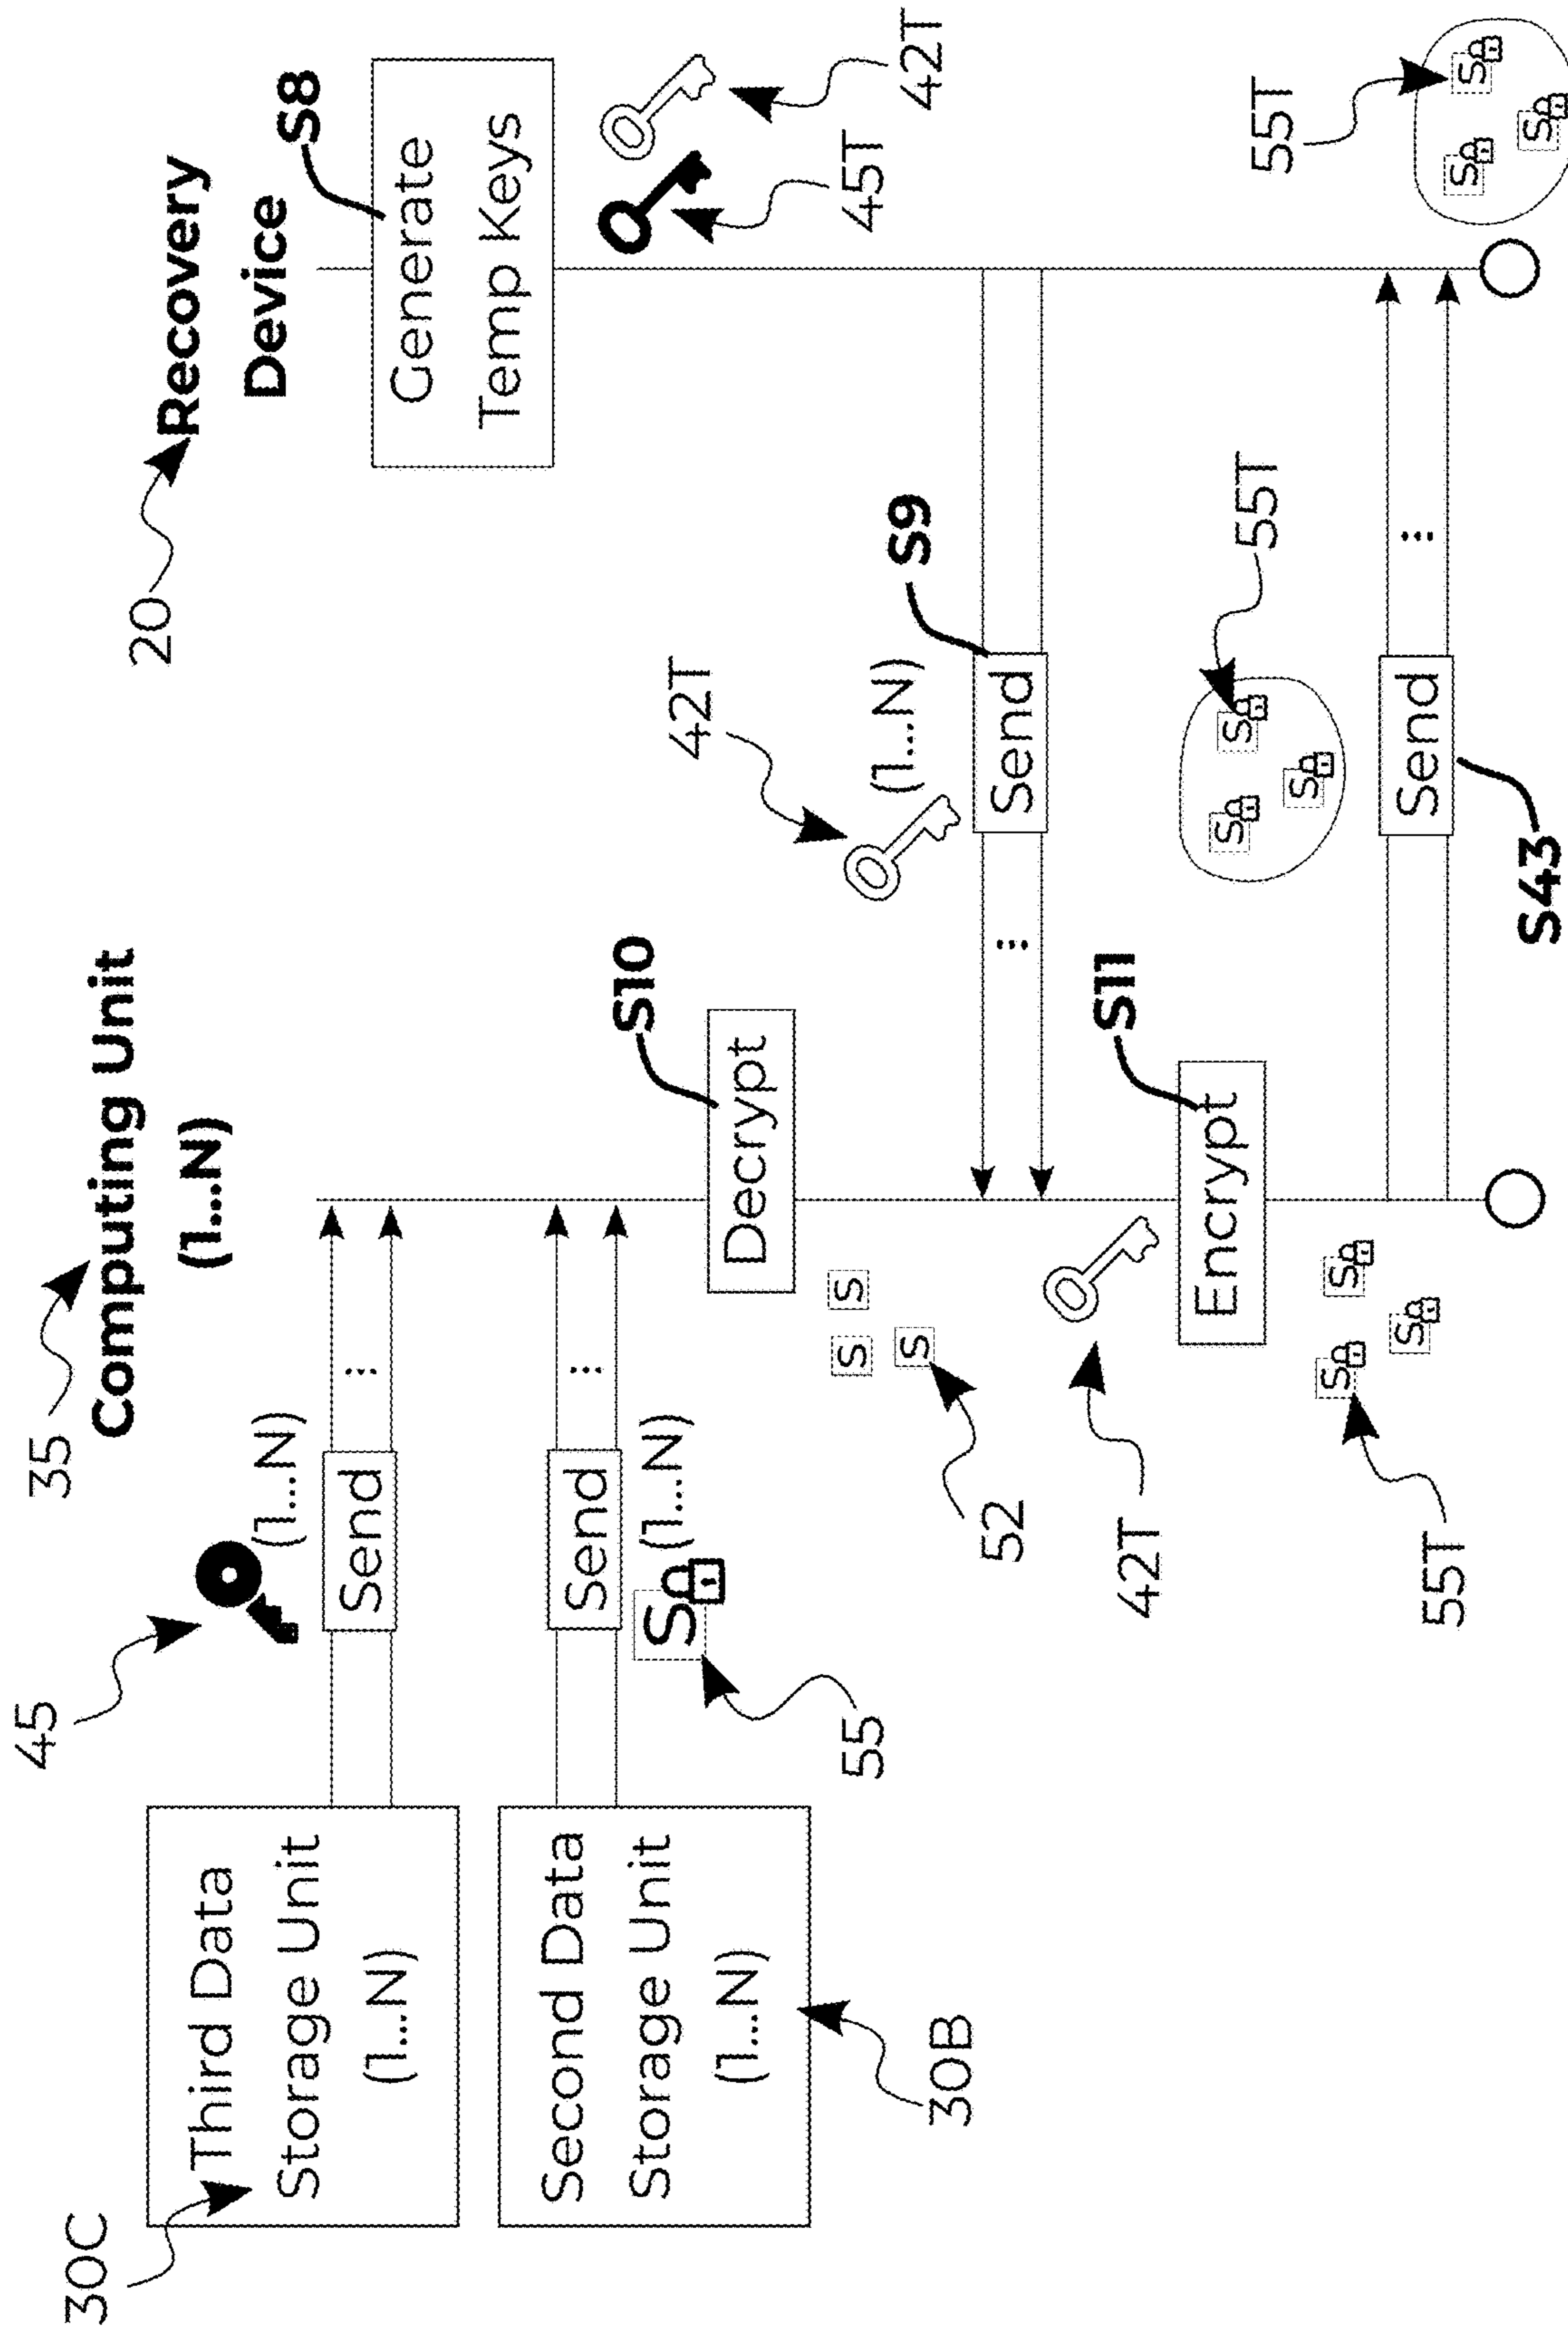 20
Recovery
Device
S8
Generate
Temp Keys
45T
42T
35
Computing Unit
(1...N)
45
(1...N)
Send
...
30C
Third Data
Storage Unit
(1...N)
Second Data
Storage Unit
(1...N)
30B
Send
...
(1...N)
S
55
S10
Decrypt
S
S
S
52
42T
(1...N)
S9
Send
...
42T
S11
Encrypt
S
S
S
55T
55T
S
S
S
Send
...
S43
55T
S
S
S